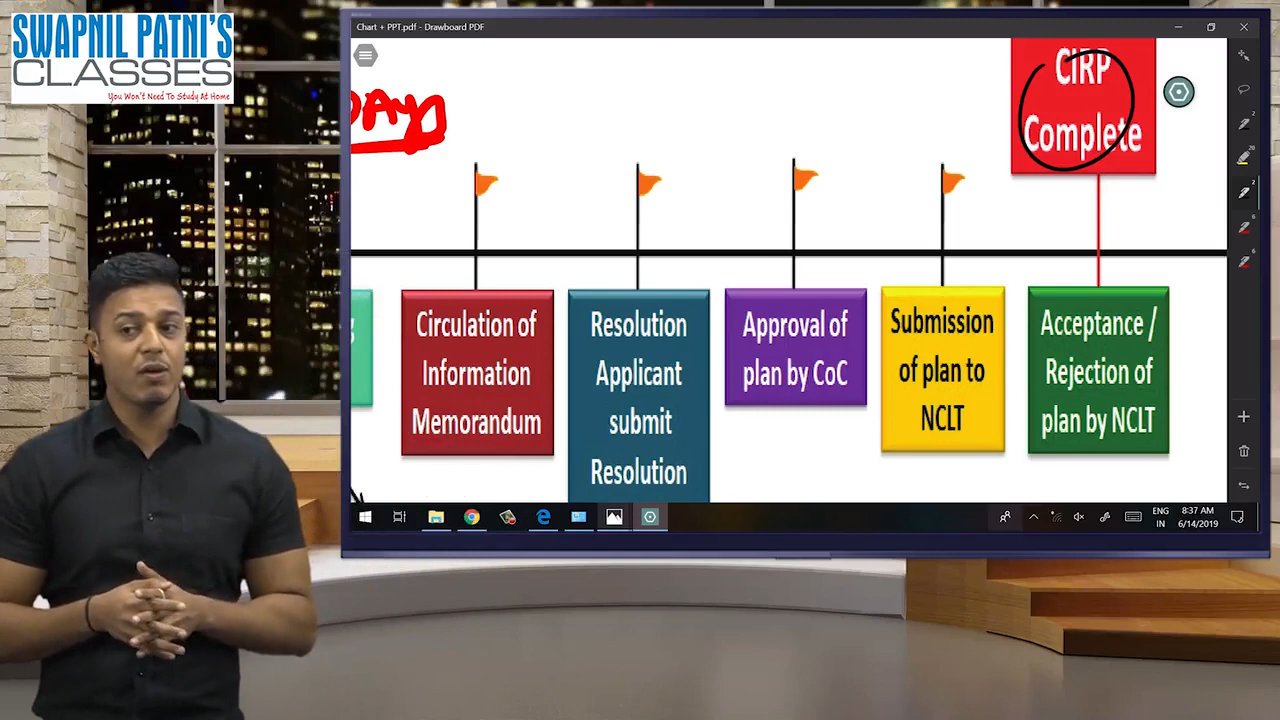 SWAPNIL PATNI'S
CLASSES
You Won't Need To Study At Home
Chart + PPT.pdf - Drawboard PDF
CIRP
Complete
DAY
Circulation of
Information
Memorandum
Resolution
Applicant
submit
Resolution
Approval of
plan by CoC
Submission
of plan to
NCLT
Acceptance /
Rejection of
plan by NCLT
ENG
IN
8:37 AM
6/14/2019